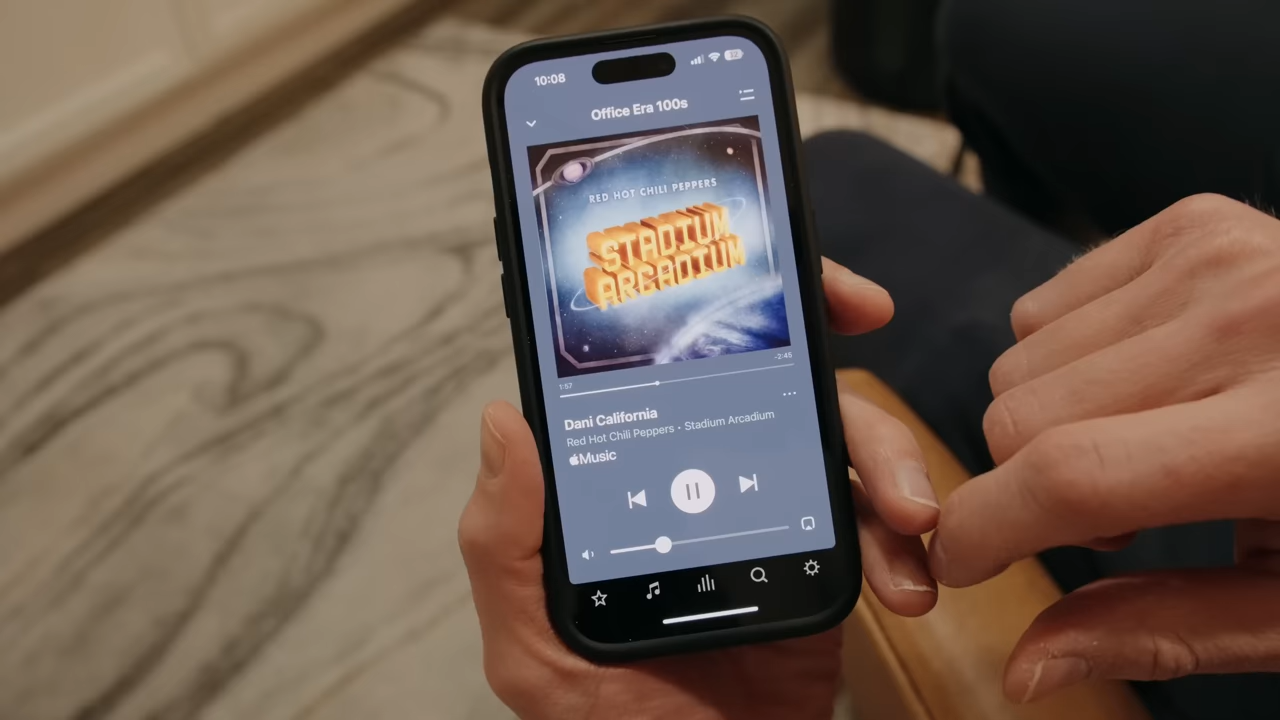 10:08
32
Office Era 100s
RED HOT CHILI PEPPERS
STADIUM
ARCADIUM
1:57
-2:45
Dani California
Red Hot Chili Peppers • Stadium Arcadium
Music